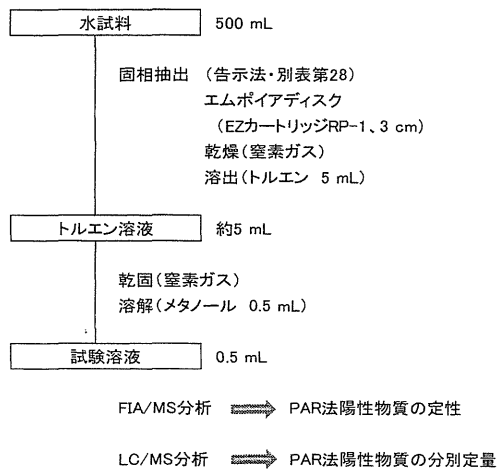 水試料 500 mL
固相抽出 (告示法・別表第28)
エムポイアディスク
(EZカートリッジRP-1、3 cm)
乾燥(窒素ガス)
溶出(トルエン 5 mL)
トルエン溶液 約5 mL
乾固(窒素ガス)
溶解(メタノール 0.5 mL)
試験溶液 0.5 mL
FIA/MS分析 ⇒ PAR法陽性物質の定性
LC/MS分析 ⇒ PAR法陽性物質の分別定量